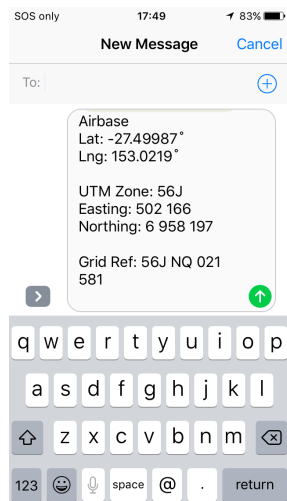 SOS only 17:49 83%
New Message Cancel
To:
Airbase
Lat: -27.49987°
Lng: 153.0219°
UTM Zone: 56J
Easting: 502 166
Northing: 6 958 197
Grid Ref: 56J NQ 021
581
q w e r t y u i o p
a s d f g h j k l
z x c v b n m
123 space @ . return